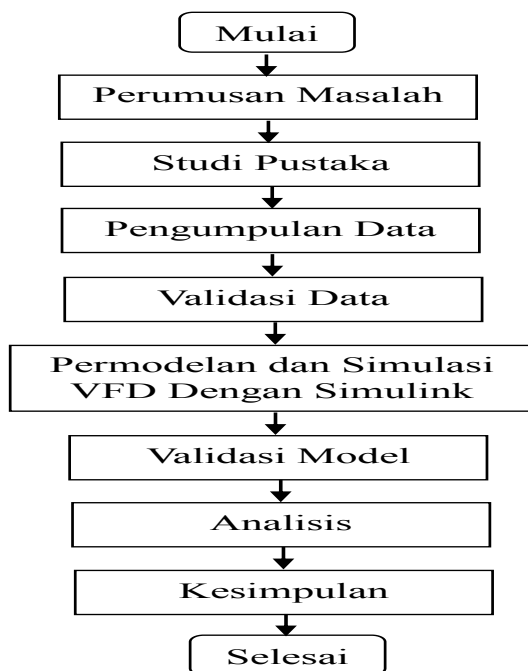 Mulai
Perumusan Masalah
Studi Pustaka
Pengumpulan Data
Validasi Data
Permodelan dan Simulasi
VFD Dengan Simulink
Validasi Model
Analisis
Kesimpulan
Selesai